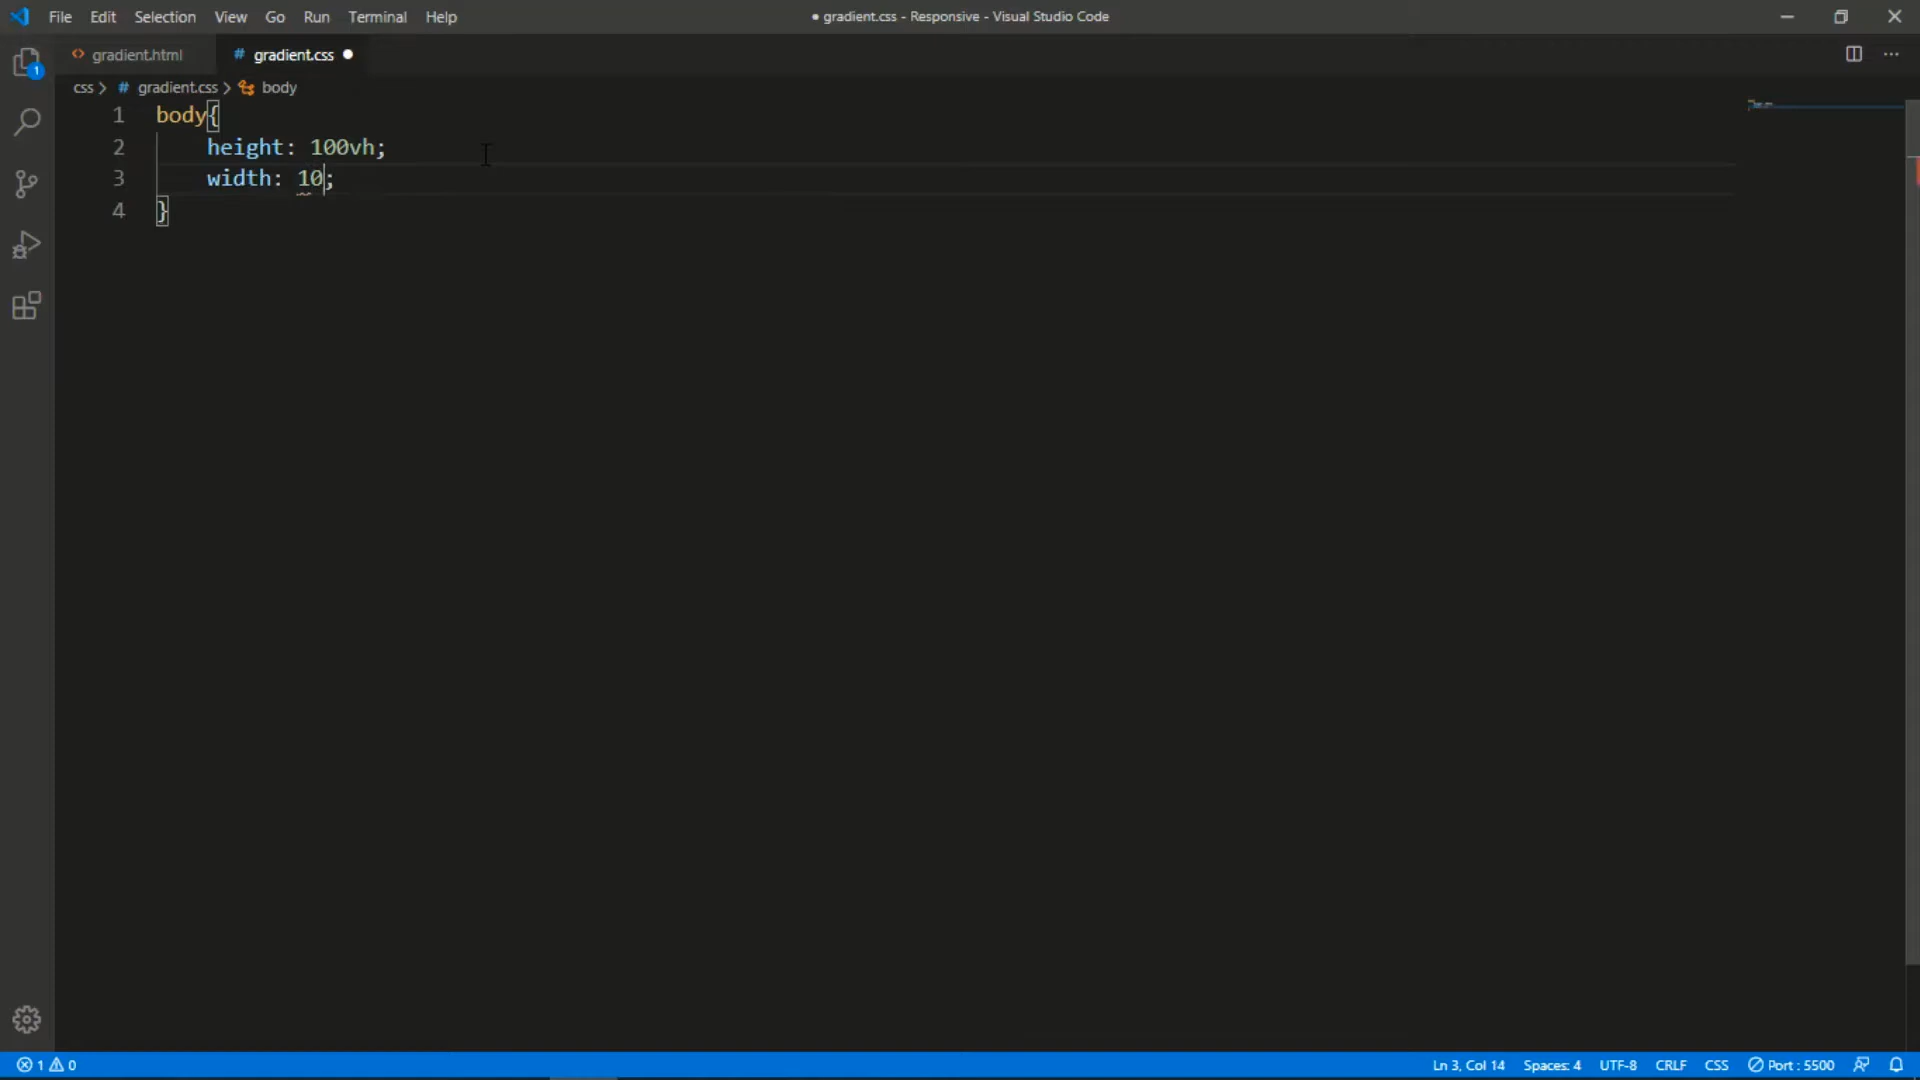 File Edit Selection View Go Run Terminal Help
● gradient.css - Responsive - Visual Studio Code
gradient.html
# gradient.css ●
css > # gradient.css > body
1
1 body{
2 height: 100vh;
3 width: 10;
4 }
1 0
Ln 3, Col 14 Spaces: 4 UTF-8 CRLF CSS Port : 5500